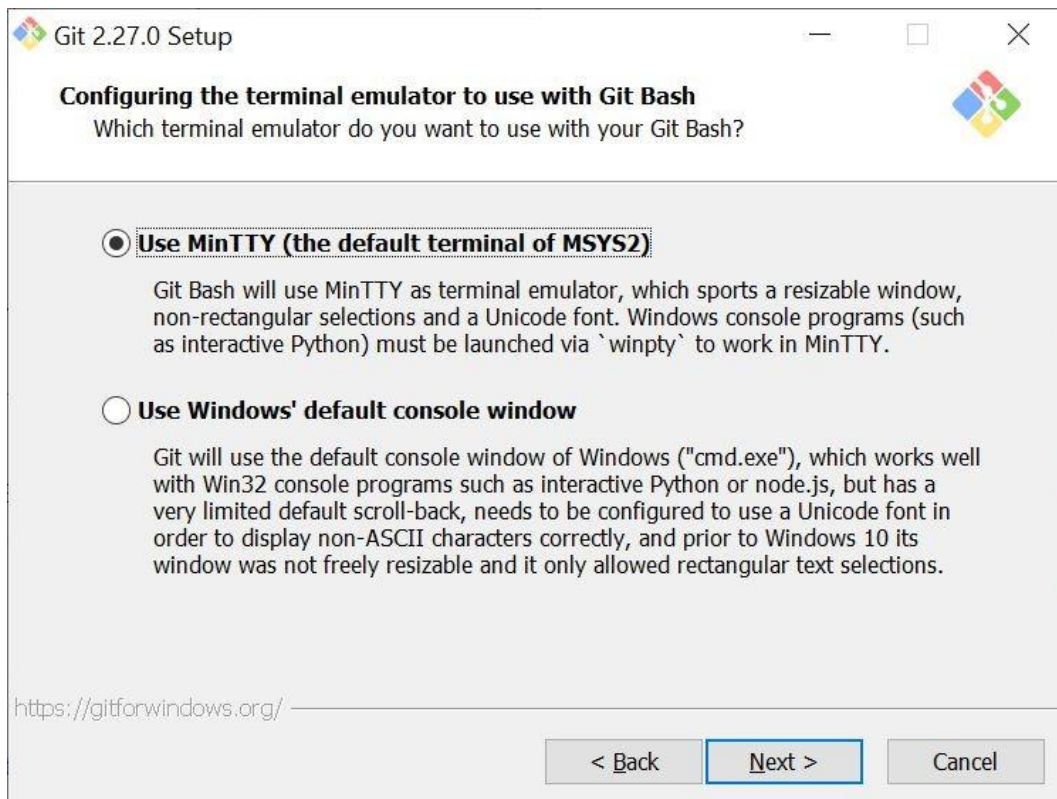 Git 2.27.0 Setup
Configuring the terminal emulator to use with Git Bash
Which terminal emulator do you want to use with your Git Bash?
Use MinTTY (the default terminal of MSYS2)
Git Bash will use MinTTY as terminal emulator, which sports a resizable window,
non-rectangular selections and a Unicode font. Windows console programs (such
as interactive Python) must be launched via `winpty` to work in MinTTY.
Use Windows' default console window
Git will use the default console window of Windows ("cmd.exe"), which works well
with Win32 console programs such as interactive Python or node.js, but has a
very limited default scroll-back, needs to be configured to use a Unicode font in
order to display non-ASCII characters correctly, and prior to Windows 10 its
window was not freely resizable and it only allowed rectangular text selections.
https://gitforwindows.org/
< Back Next > Cancel